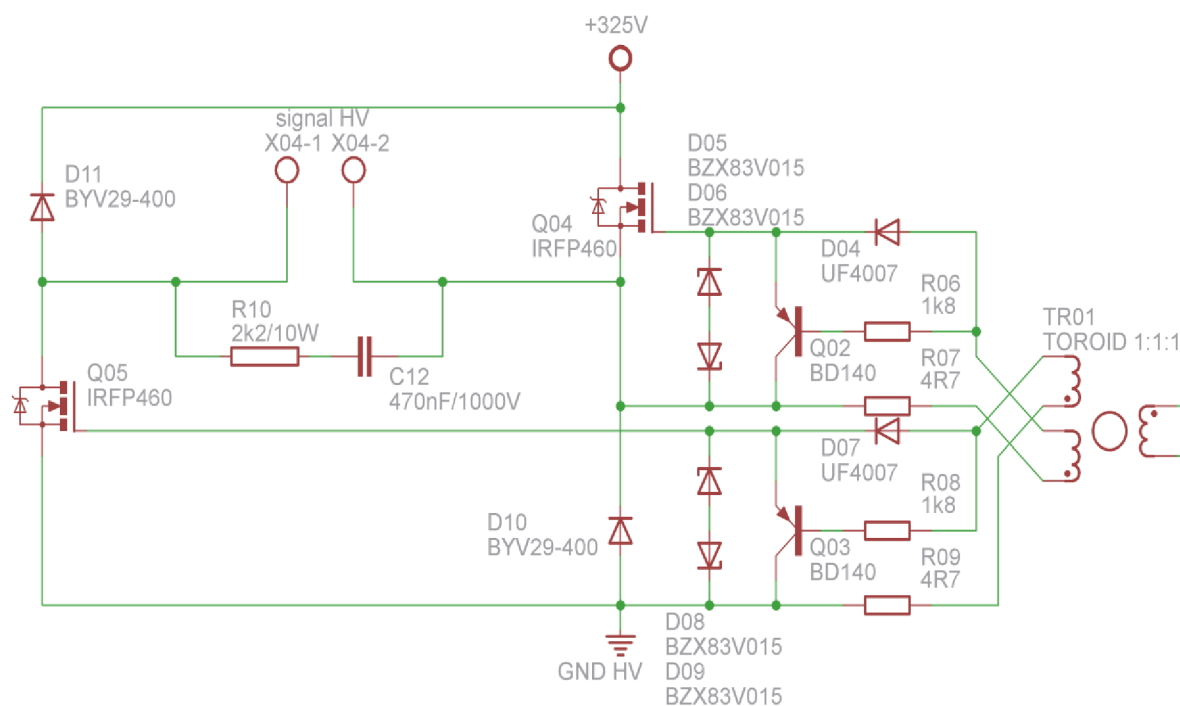 +325V
signal HV
X04-1 X04-2
D11
BYV29-400
Q04
IRFP460
D05
BZX83V015
D06
BZX83V015
D04
UF4007
R06
1k8
TR01
TOROID 1:1:1
R10
2k2/10W
C12
470nF/1000V
Q02
BD140
R07
4R7
Q05
IRFP460
D07
UF4007
R08
1k8
D10
BYV29-400
Q03
BD140
R09
4R7
GND HV
D08
BZX83V015
D09
BZX83V015